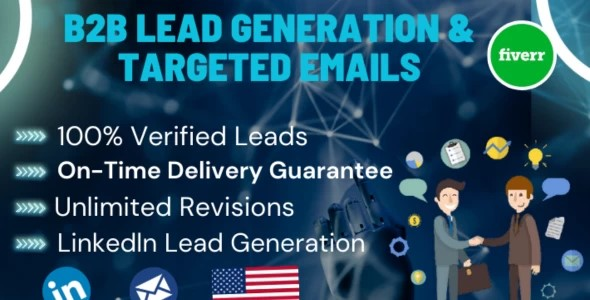 B2B LEAD GENERATION &
TARGETED EMAILS
fiverr
100% Verified Leads
On-Time Delivery Guarantee
Unlimited Revisions
LinkedIn Lead Generation
in